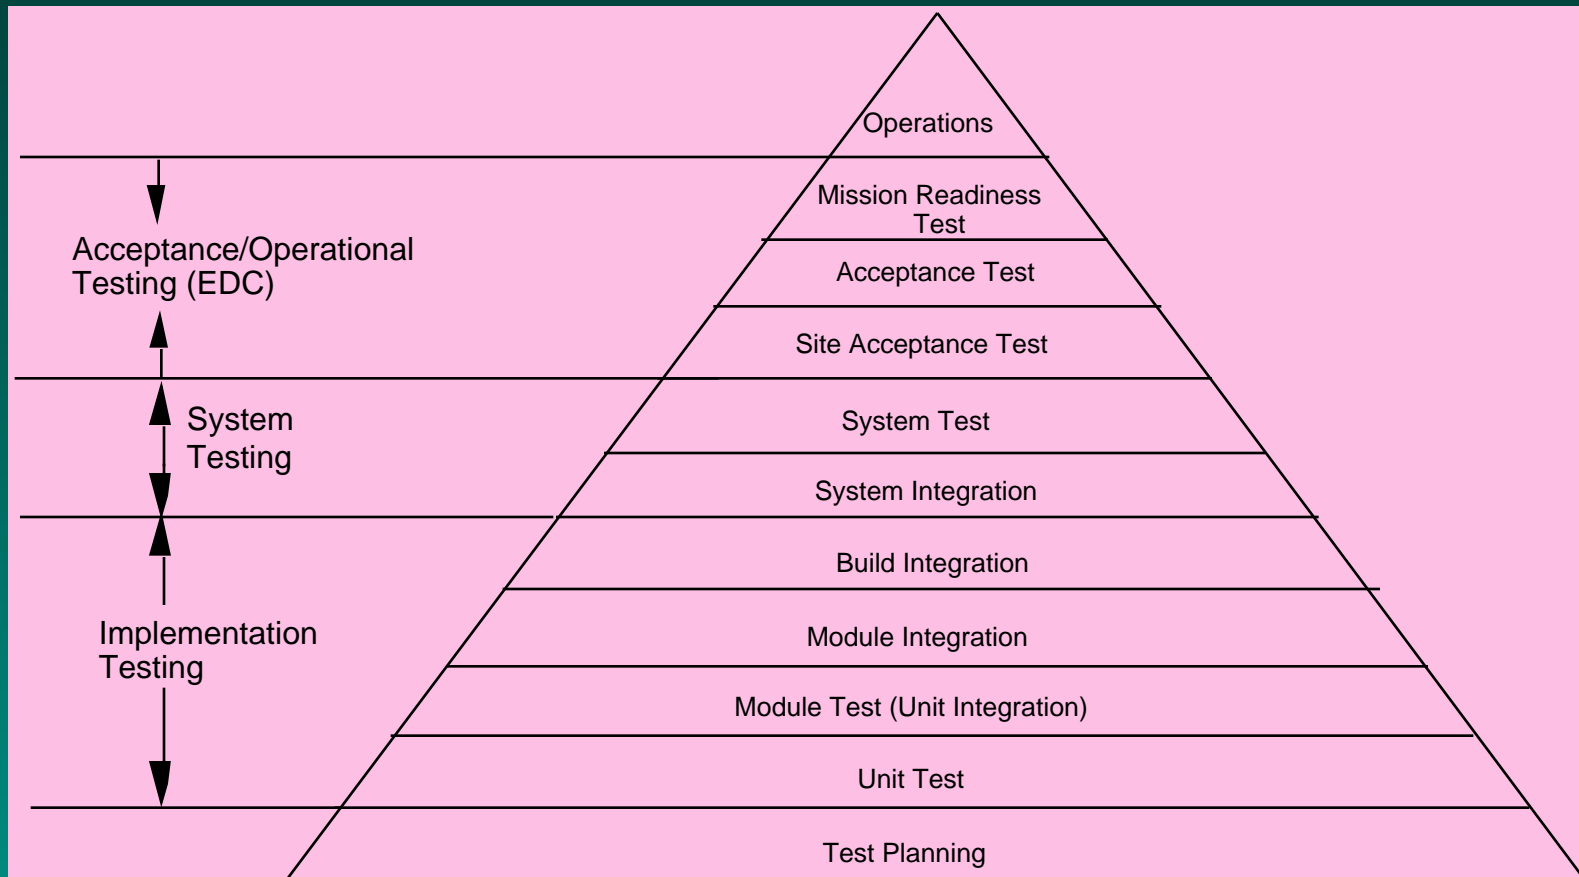 Operations
Mission Readiness
Test
Acceptance/Operational
Testing (EDC)
Acceptance Test
Site Acceptance Test
System
Testing
System Test
System Integration
Build Integration
Implementation
Testing
Module Integration
Module Test (Unit Integration)
Unit Test
Test Planning